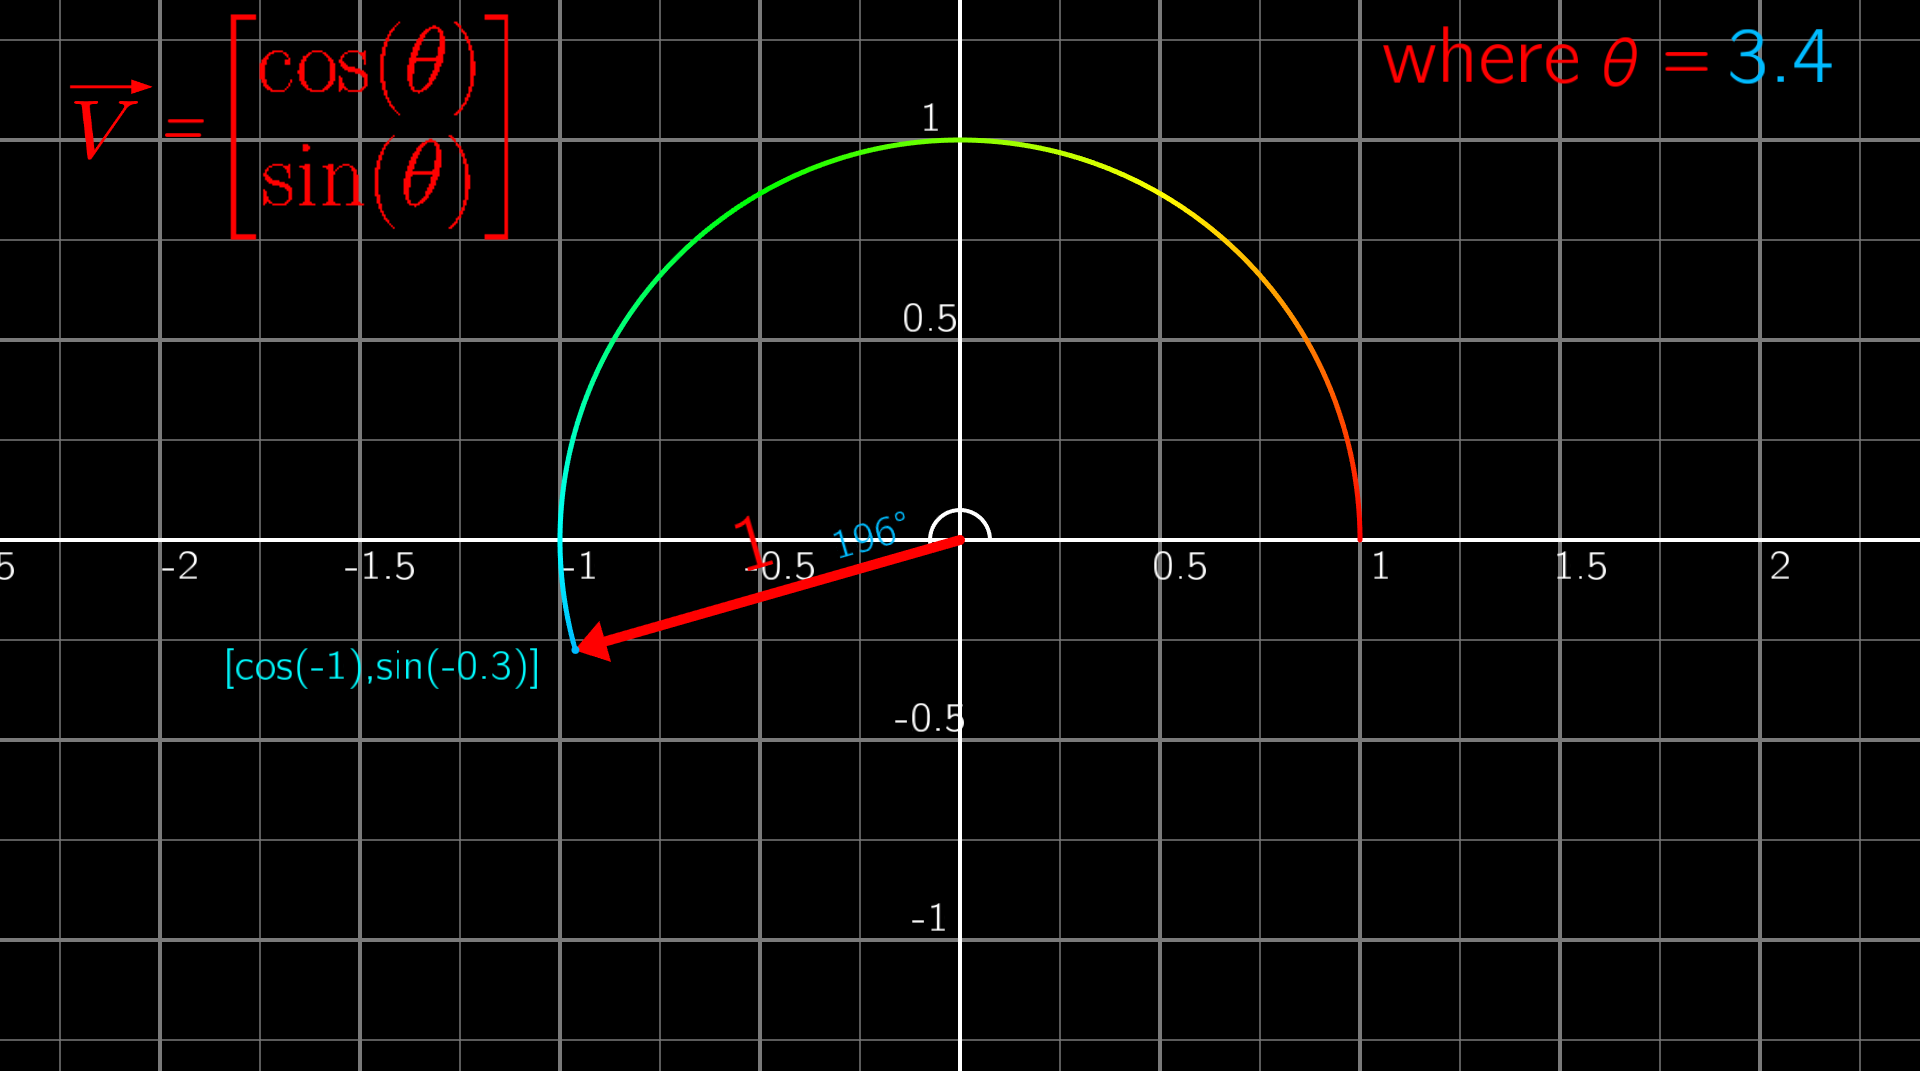 V = [cos(θ)
sin(θ)]
where θ = 3.4
1
0.5
196°
1
5 -2 -1.5 -1 -0.5 0.5 1 1.5 2
[cos(-1),sin(-0.3)]
-0.5
-1